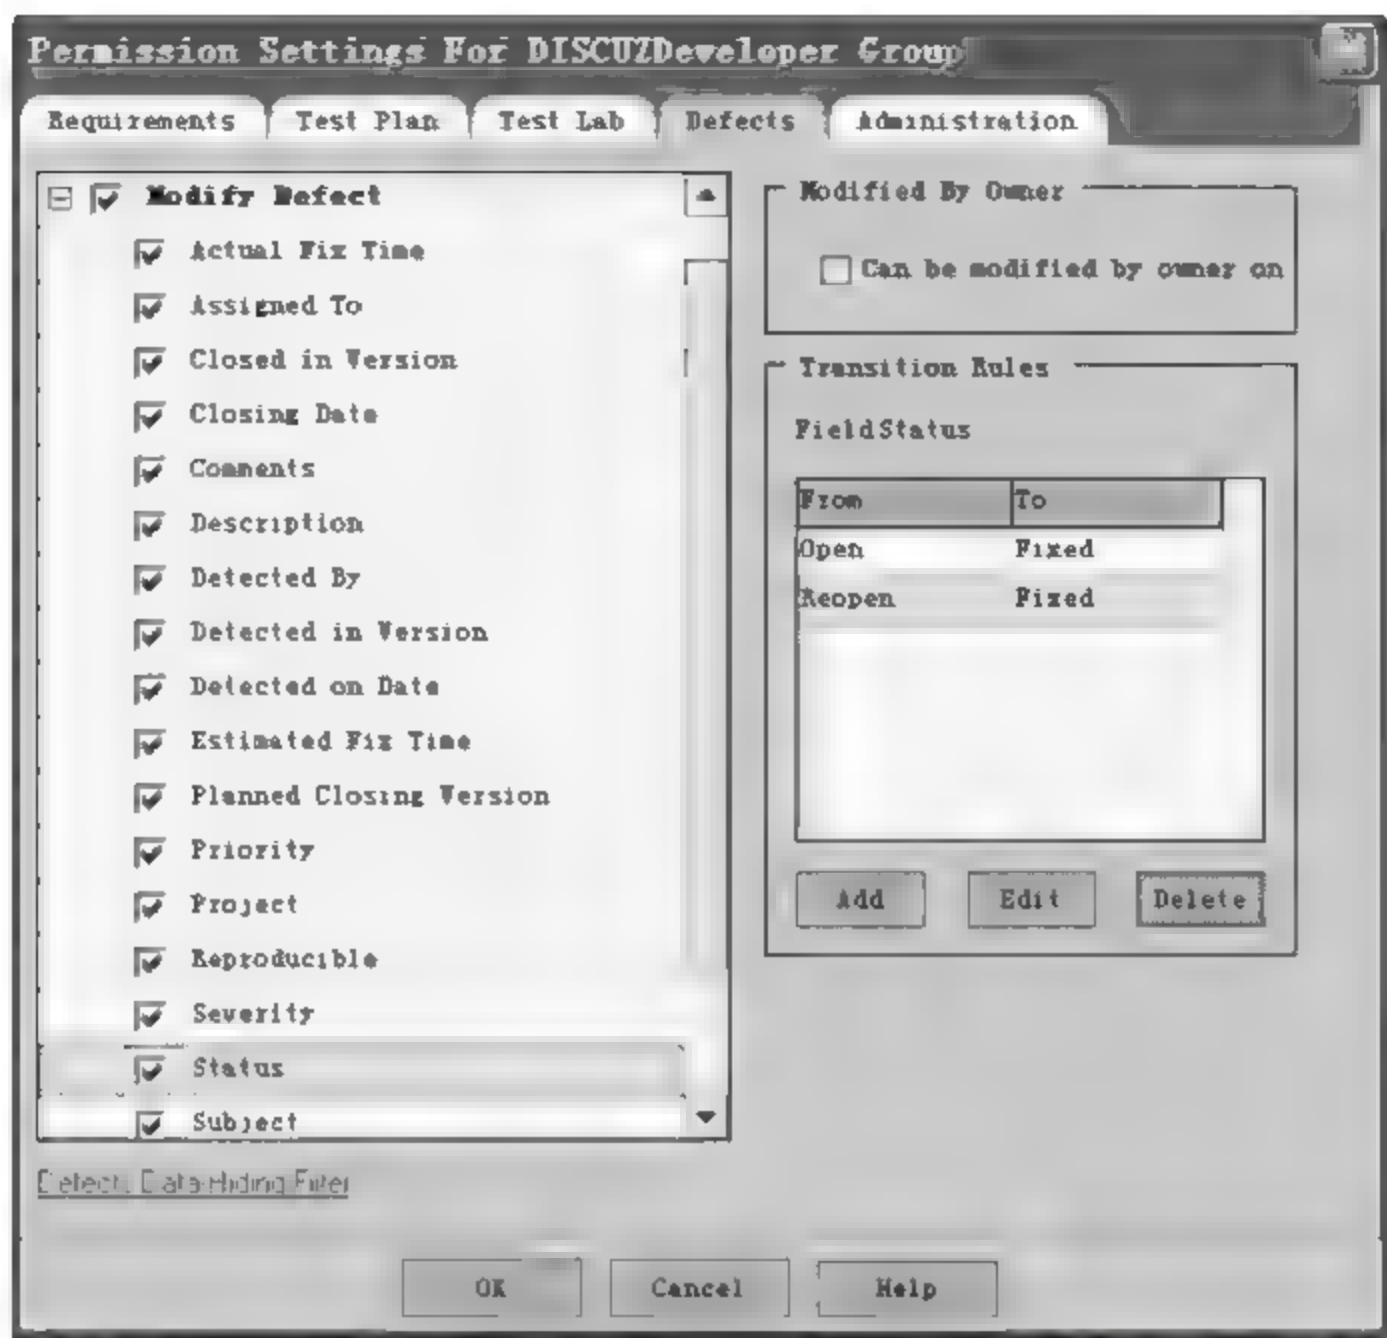 Permission Settings For DISCUZDeveloper Group
Requirements Test Plan Test Lab Defects Administration
Modify Defect
Actual Fix Time
Assigned To
Closed in Version
Closing Date
Comments
Description
Detected By
Detected in Version
Detected on Date
Estimated Fix Time
Planned Closing Version
Priority
Project
Reproducible
Severity
Status
Subject
Modified By Owner
Can be modified by owner on
Transition Rules
FieldStatus
From To
Open Fixed
Reopen Fixed
Add Edit Delete
Data-Hiding Filter
OK Cancel Help